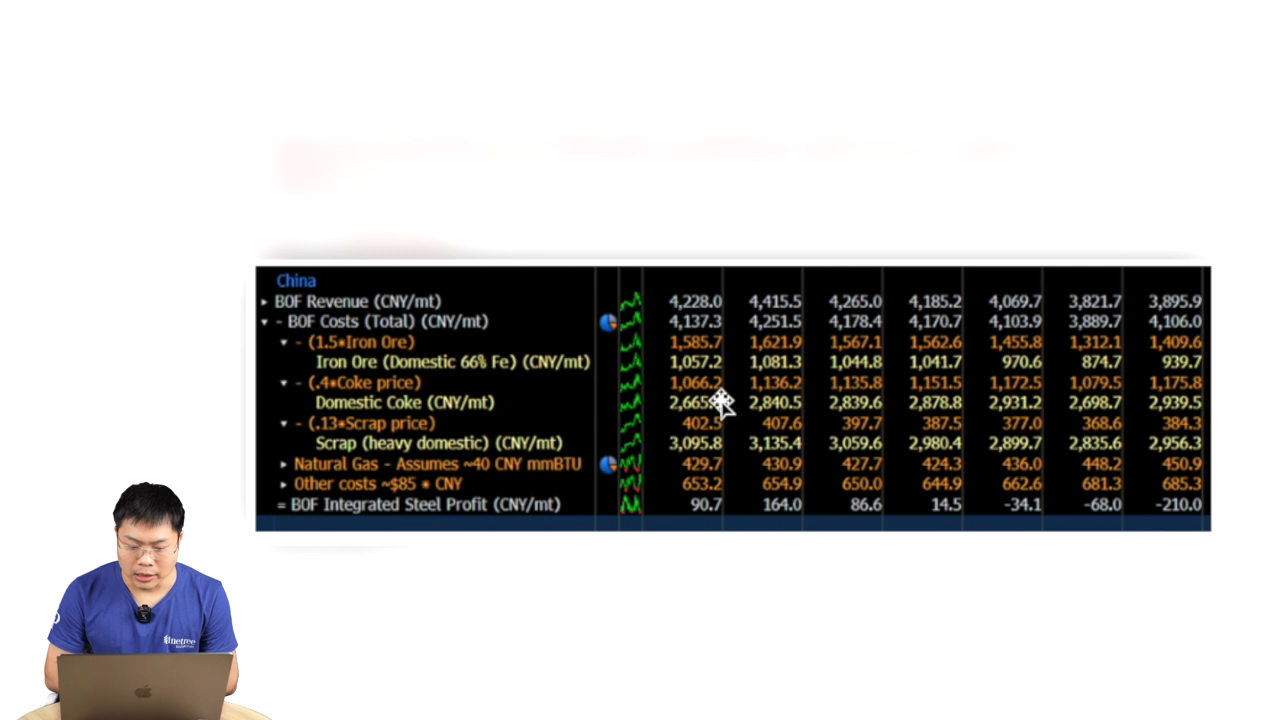 China
BOF Revenue (CNY/mt) 4,228.0 4,415.5 4,265.0 4,185.2 4,069.7 3,821.7 3,895.9
- BOF Costs (Total) (CNY/mt) 4,137.3 4,251.5 4,178.4 4,170.7 4,103.9 3,889.7 4,106.0
- (1.5*Iron Ore) 1,585.7 1,621.9 1,567.1 1,562.6 1,455.8 1,312.1 1,409.6
Iron Ore (Domestic 66% Fe) (CNY/mt) 1,057.2 1,081.3 1,044.8 1,041.7 970.6 874.7 939.7
- (.4*Coke price) 1,066.2 1,136.2 1,135.8 1,151.5 1,172.5 1,079.5 1,175.8
Domestic Coke (CNY/mt) 2,665 2,840.5 2,839.6 2,878.8 2,931.2 2,698.7 2,939.5
- (.13*Scrap price) 402.5 407.6 397.7 387.5 377.0 368.6 384.3
Scrap (heavy domestic) (CNY/mt) 3,095.8 3,135.4 3,059.6 2,980.4 2,899.7 2,835.6 2,956.3
Natural Gas - Assumes ~40 CNY mmBTU 429.7 430.9 427.7 424.3 436.0 448.2 450.9
Other costs ~$85 * CNY 653.2 654.9 650.0 644.9 662.6 681.3 685.3
= BOF Integrated Steel Profit (CNY/mt) 90.7 164.0 86.6 14.5 -34.1 -68.0 -210.0
inetree